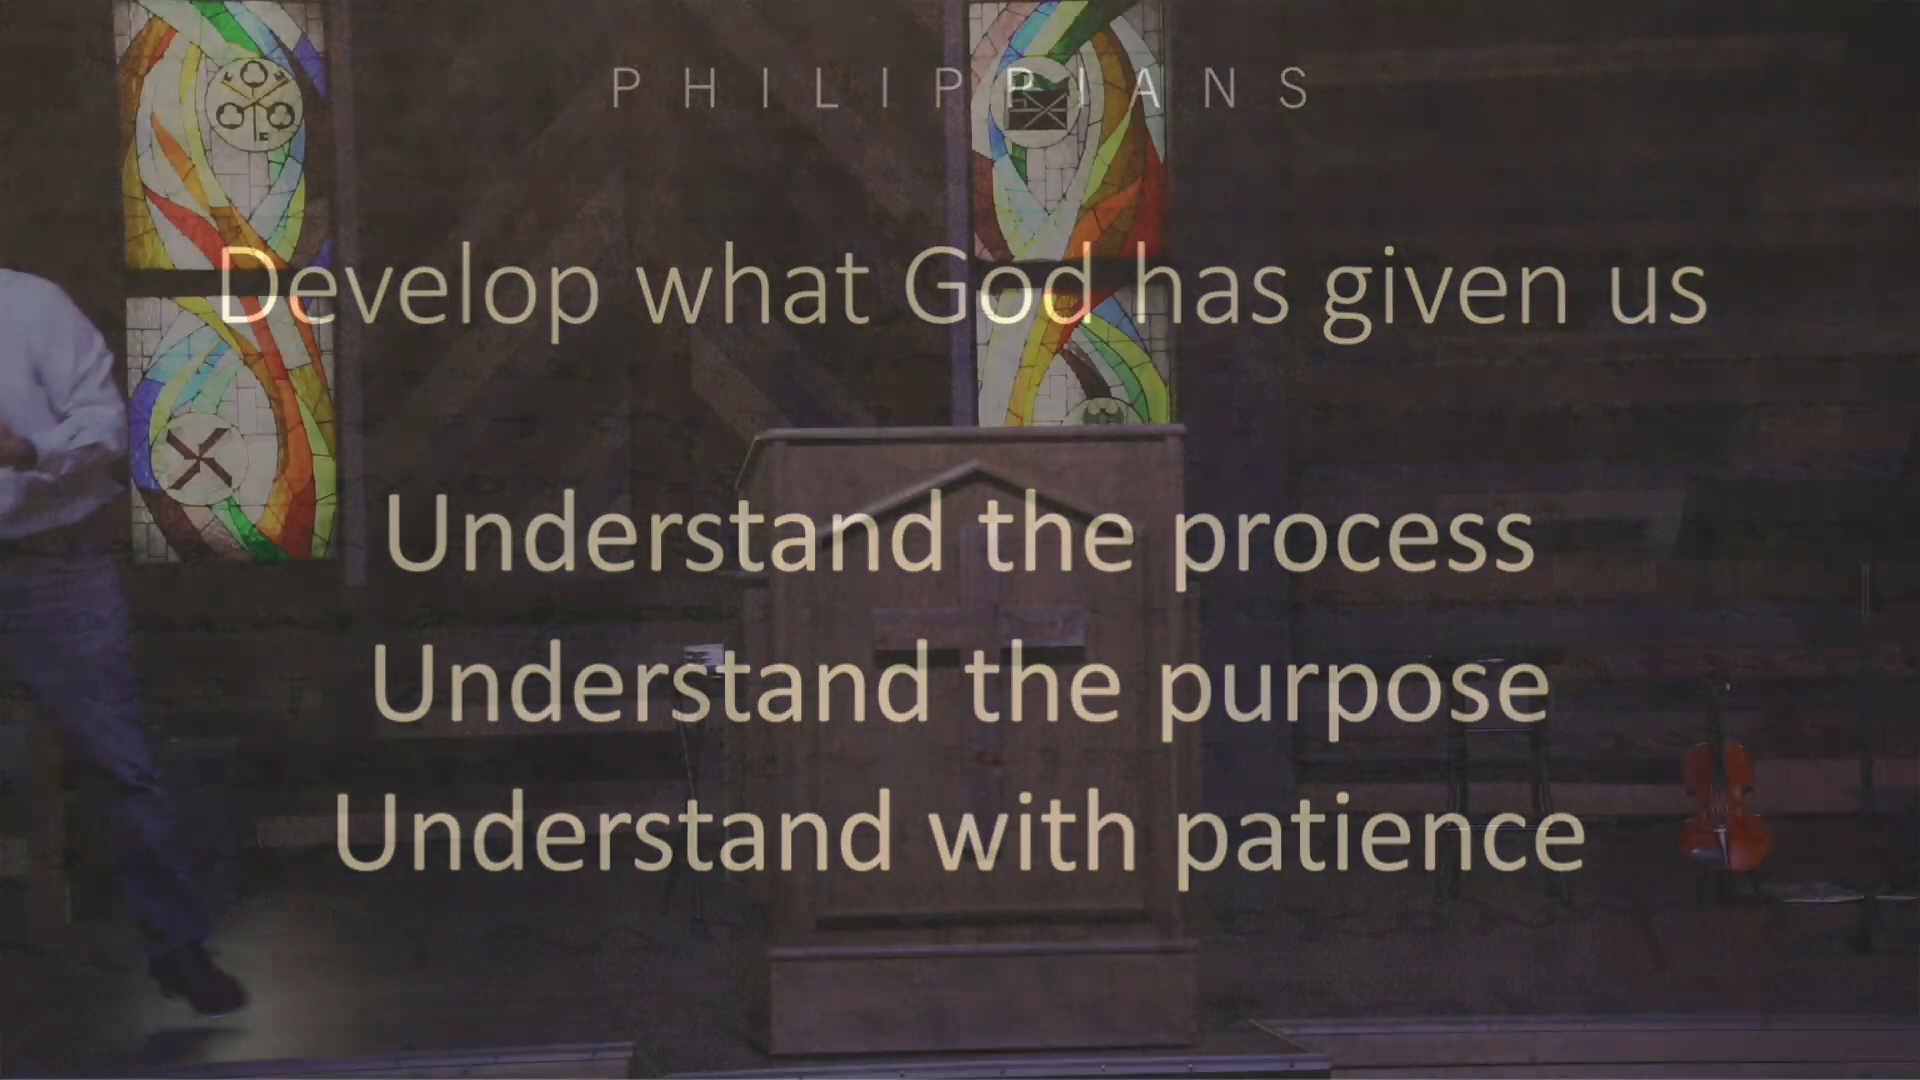 PHILIPPIANS
Develop what God has given us
Understand the process
Understand the purpose
Understand with patience